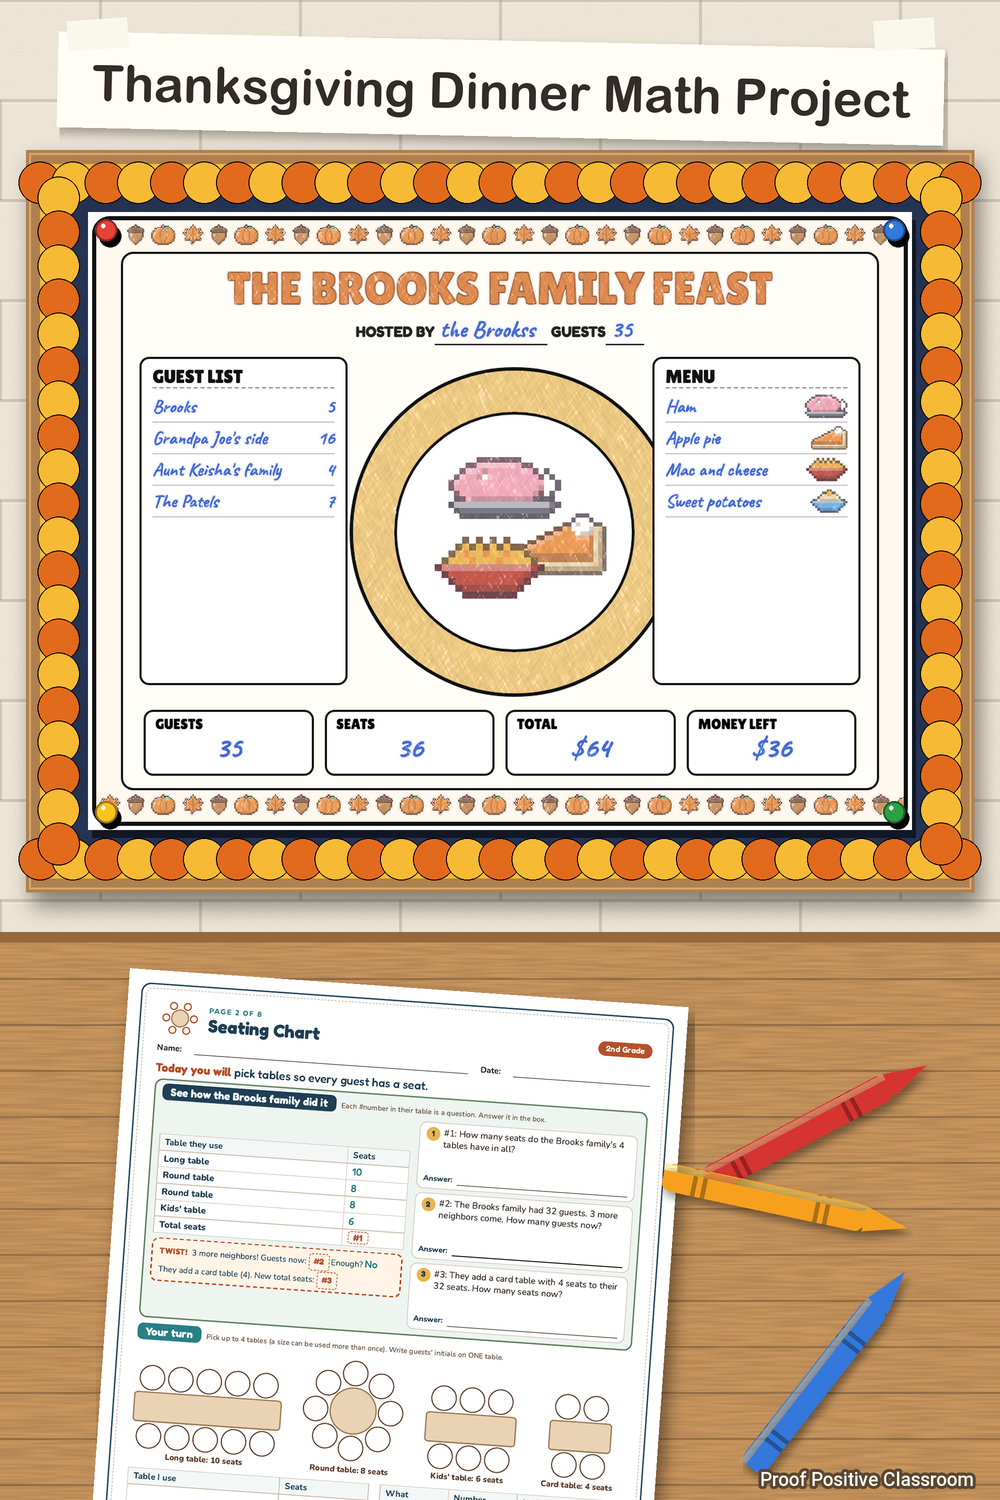 Thanksgiving Dinner Math Project
THE BROOKS FAMILY FEAST
HOSTED BY the Brookss GUESTS 35
GUEST LIST
Brooks 5
Grandpa Joe's side 16
Aunt Keisha's family 4
The Patels 7
MENU
Ham
Apple pie
Mac and cheese
Sweet potatoes
GUESTS
35
SEATS
36
TOTAL
$64
MONEY LEFT
$36
PAGE 2 OF 8
Seating Chart
2nd Grade
Name:
Date:
Today you will pick tables so every guest has a seat.
See how the Brooks family did it
Each #number in their table is a question. Answer it in the box.
Table they use Seats
Long table 10
Round table 8
Round table 8
Kids' table 6
Total seats #1
TWIST! 3 more neighbors! Guests now: #2 Enough? No
They add a card table (4). New total seats: #3
1 #1: How many seats do the Brooks family's 4
tables have in all?
Answer:
2 #2: The Brooks family had 32 guests. 3 more
neighbors come. How many guests now?
Answer:
3 #3: They add a card table with 4 seats to their
32 seats. How many seats now?
Answer:
Your turn
Pick up to 4 tables (a size can be used more than once). Write guests' initials on ONE table.
Long table: 10 seats
Round table: 8 seats
Kids' table: 6 seats
Card table: 4 seats
Table I use Seats
What Number
Proof Positive Classroom